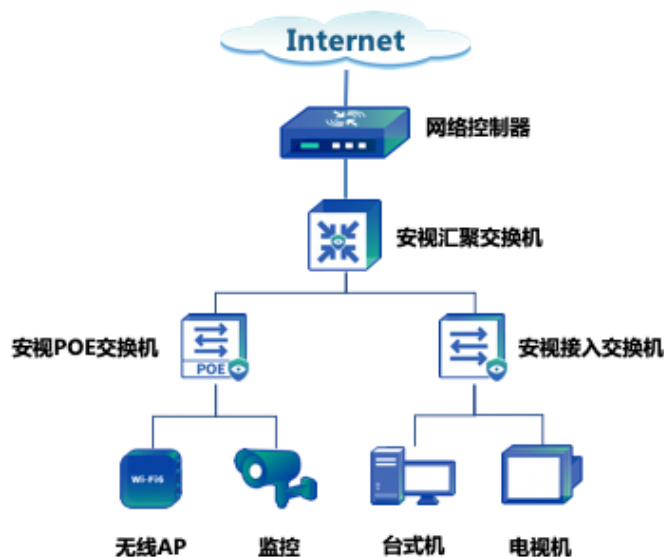 Internet
网络控制器
安视汇聚交换机
安视POE交换机
POE
安视接入交换机
Wi-Fi6
无线AP
监控
台式机
电视机